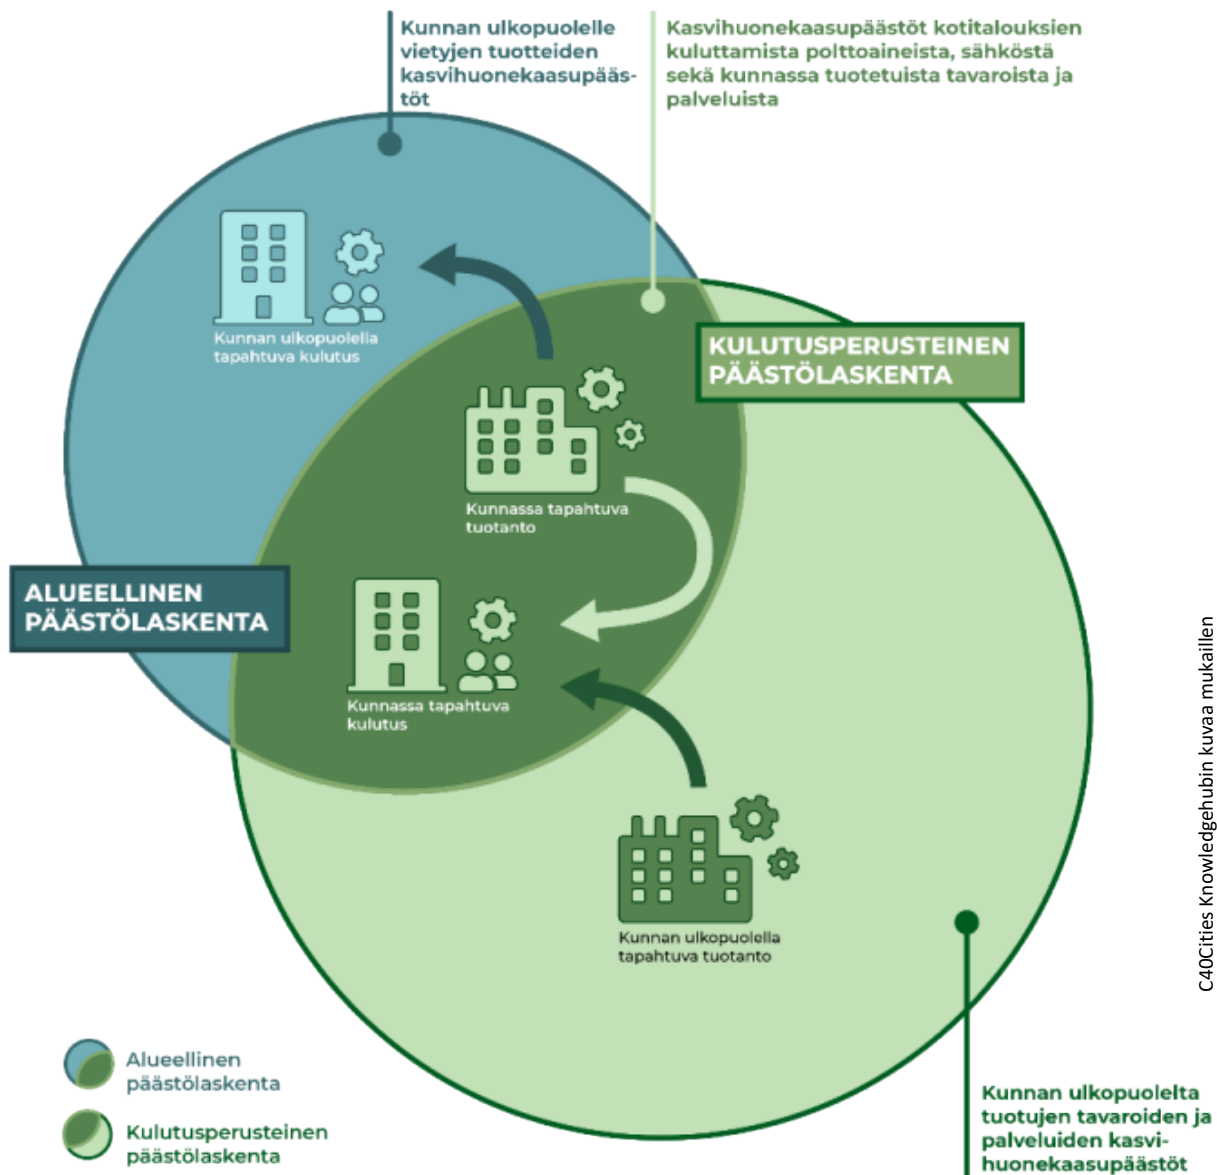 Kunnan ulkopuolelle
vietyjen tuotteiden
kasvihuonekaasupääs-
töt
Kasvihuonekaasupäästöt kotitalouksien
kuluttamista polttoaineista, sähköstä
sekä kunnassa tuotetuista tavaroista ja
palveluista
Kunnan ulkopuolella
tapahtuva kulutus
KULUTUSPERUSTEINEN
PÄÄSTÖLASKENTA
Kunnassa tapahtuva
tuotanto
ALUEELLINEN
PÄÄSTÖLASKENTA
Kunnassa tapahtuva
kulutus
Kunnan ulkopuolella
tapahtuva tuotanto
C40Cities Knowledgehubin kuvaa mukaillen
Alueellinen
päästölaskenta
Kulutusperusteinen
päästölaskenta
Kunnan ulkopuolelta
tuotujen tavaroiden ja
palveluiden kasvi-
huonekaasupäästöt